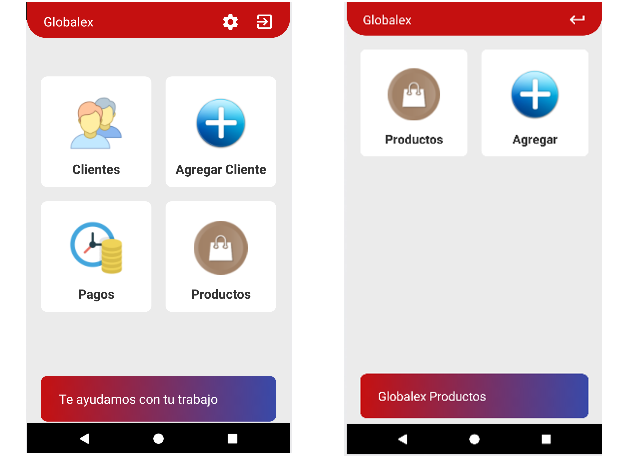 Globalex
Clientes
Agregar Cliente
Pagos
Productos
Te ayudamos con tu trabajo
Globalex
Productos
Agregar
Globalex Productos